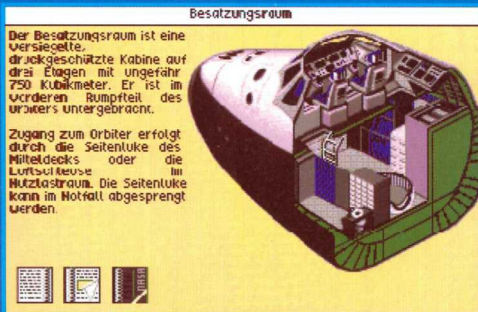 Besatzungsraum
Der Besatzungsraum ist eine
versiegelte,
druckgeschützte Kabine auf
drei Etagen mit ungefähr
750 Kubikmeter. Er ist im
vorderen Rumpfteil des
Orbiters untergebracht.
Zugang zum Orbiter erfolgt
durch die Seitenluke des
Mitteldecks oder die
Luftschleuse im
Nutzlastraum. Die Seitenluke
kann im Notfall abgesprengt
werden.
NASA